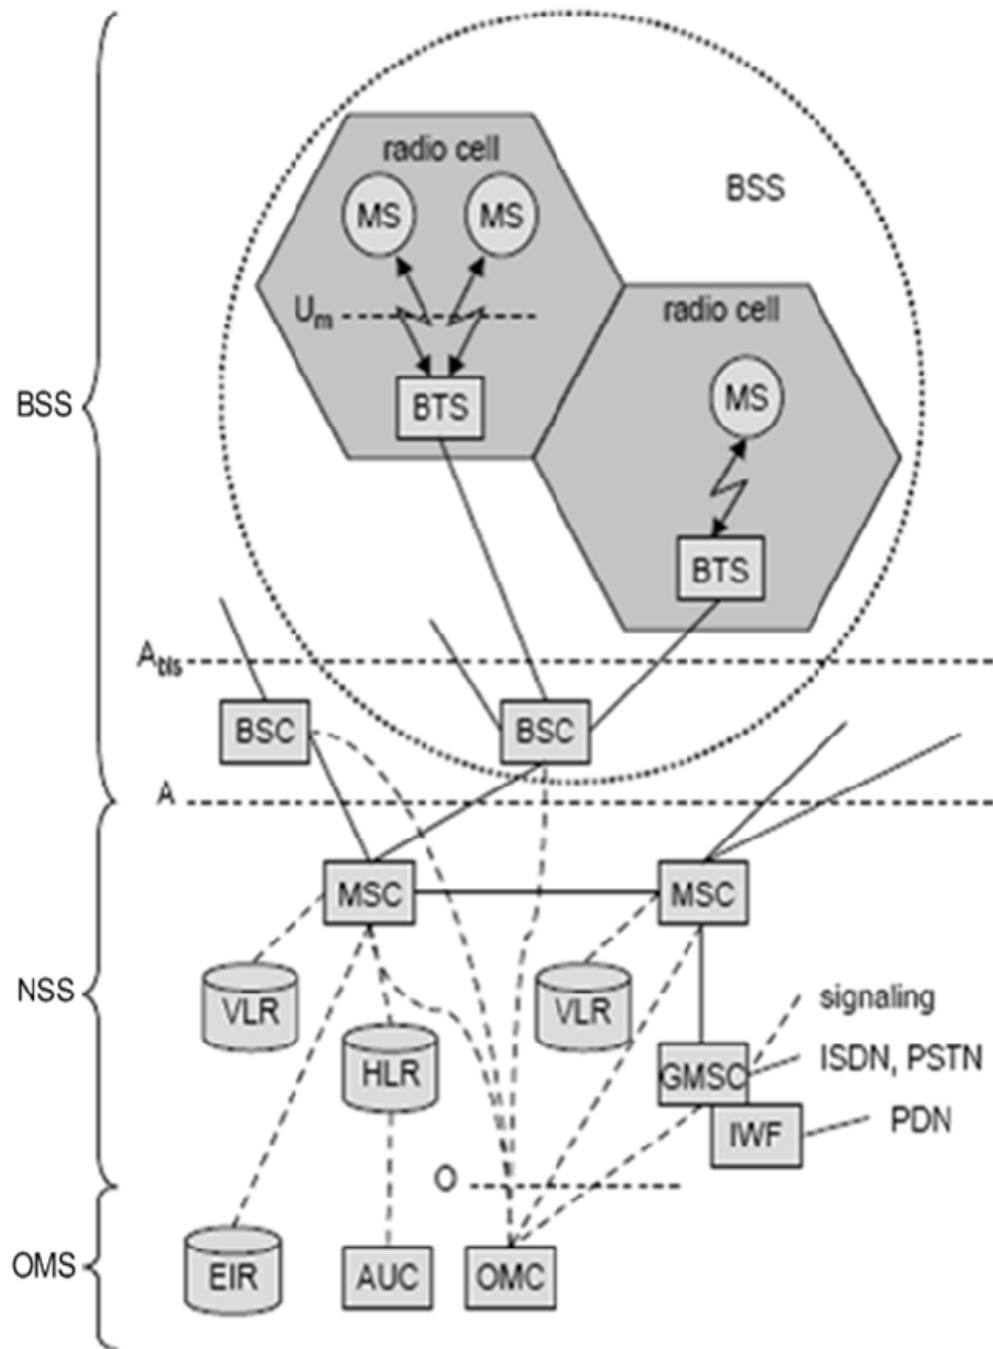 radio cell
MS
MS
BSS
Um
radio cell
BTS
MS
BSS
BTS
Abis
BSC
BSC
A
MSC
MSC
NSS
VLR
VLR
signaling
HLR
GMSC
ISDN, PSTN
IWF
PDN
O
OMS
EIR
AUC
OMC